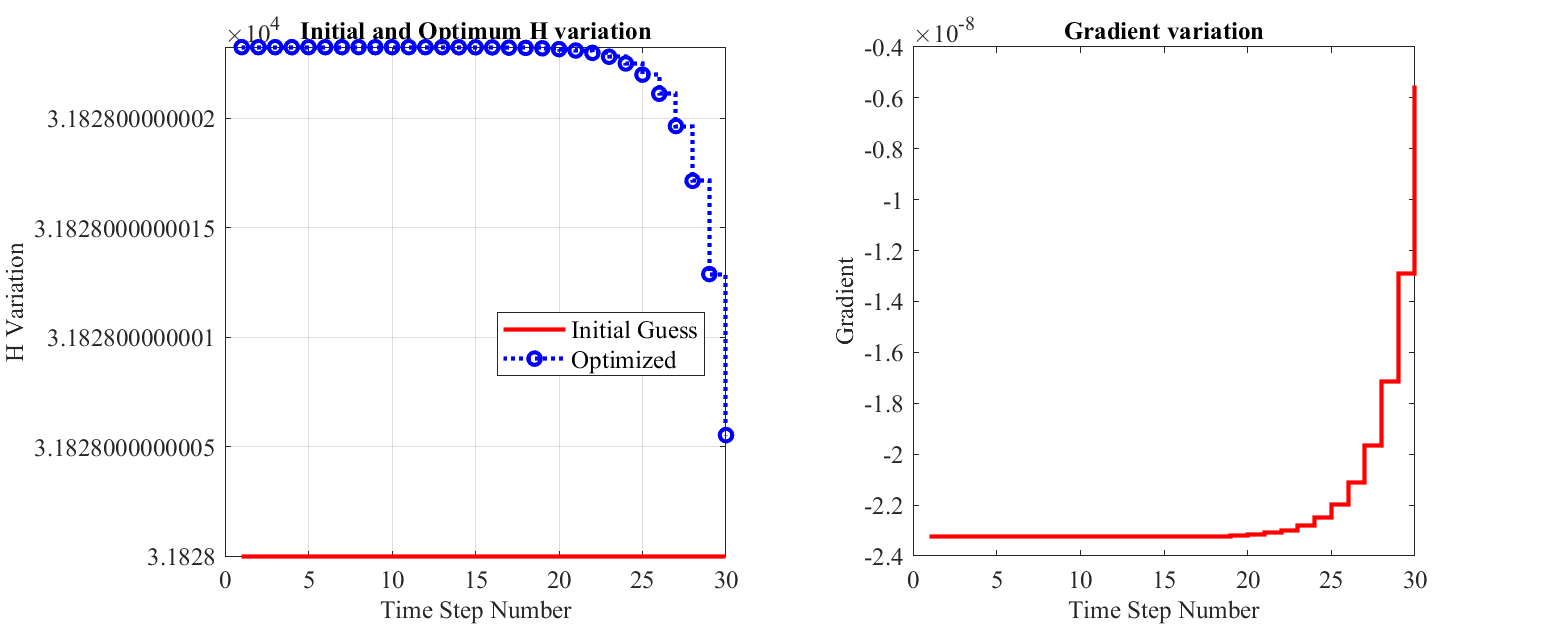 ×10^4
Initial and Optimum H variation
3.182800000002
3.1828000000015
3.182800000001
3.1828000000005
3.1828
H Variation
Initial Guess
Optimized
0 5 10 15 20 25 30
Time Step Number
×10^-8
Gradient variation
-0.4
-0.6
-0.8
-1
-1.2
-1.4
-1.6
-1.8
-2
-2.2
-2.4
Gradient
0 5 10 15 20 25 30
Time Step Number